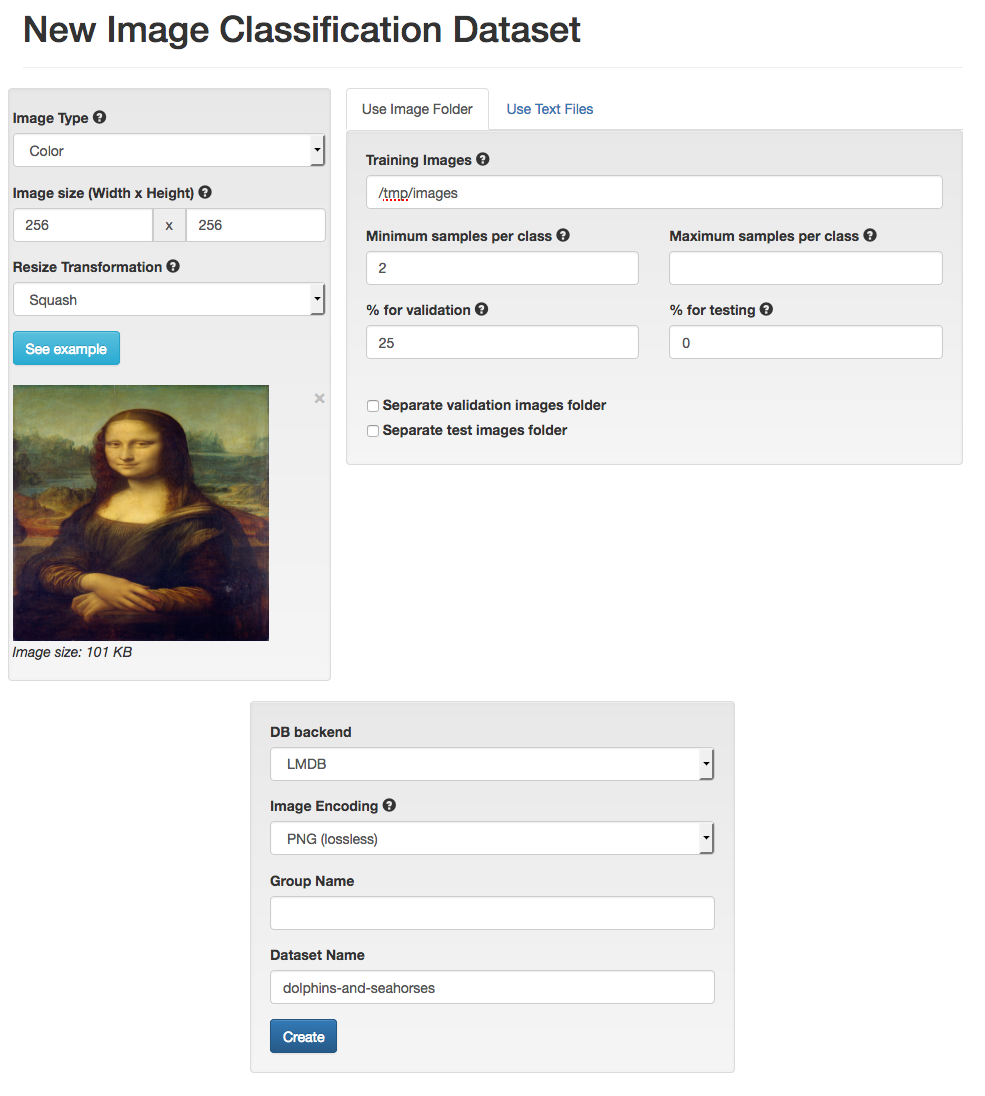 New Image Classification Dataset
Image Type ?
Color
Image size (Width x Height) ?
256 x 256
Resize Transformation ?
Squash
See example
×
Image size: 101 KB
Use Image Folder Use Text Files
Training Images ?
/tmp/images
Minimum samples per class ? Maximum samples per class ?
2
% for validation ? % for testing ?
25 0
Separate validation images folder
Separate test images folder
DB backend
LMDB
Image Encoding ?
PNG (lossless)
Group Name
Dataset Name
dolphins-and-seahorses
Create